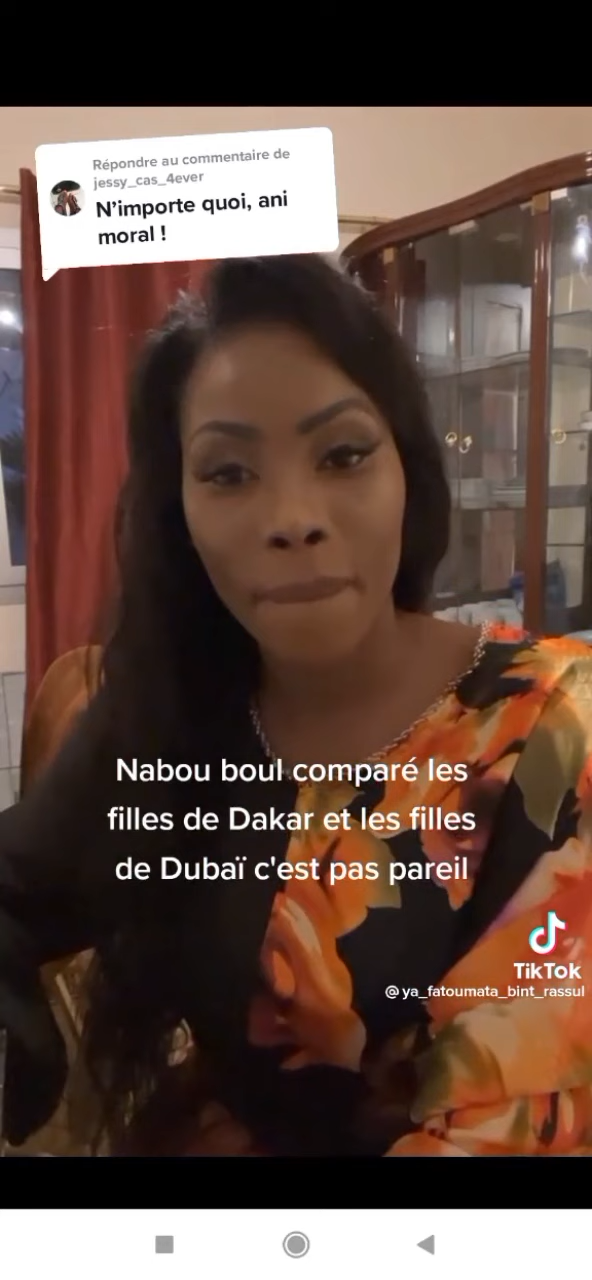 Répondre au commentaire de
jessy_cas_4ever
N'importe quoi, ani
moral !
Nabou boul comparé les
filles de Dakar et les filles
de Dubaï c'est pas pareil
TikTok
@ya_fatoumata_bint_rassul